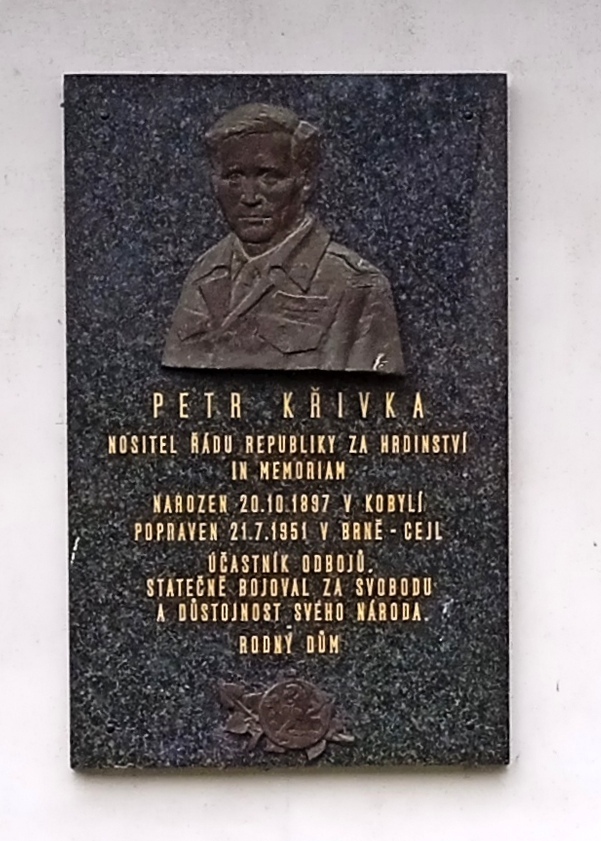 PETR KŘIVKA
NOSITEL ŘÁDU REPUBLIKY ZA HRDINSTVÍ
IN MEMORIAM
NAROZEN 20.10.1897 V KOBYLÍ
POPRAVEN 21.7.1951 V BRNĚ - CEJL
ÚČASTNÍK ODBOJŮ,
STATEČNĚ BOJOVAL ZA SVOBODU
A DŮSTOJNOST SVÉHO NÁRODA.
RODNÝ DŮM